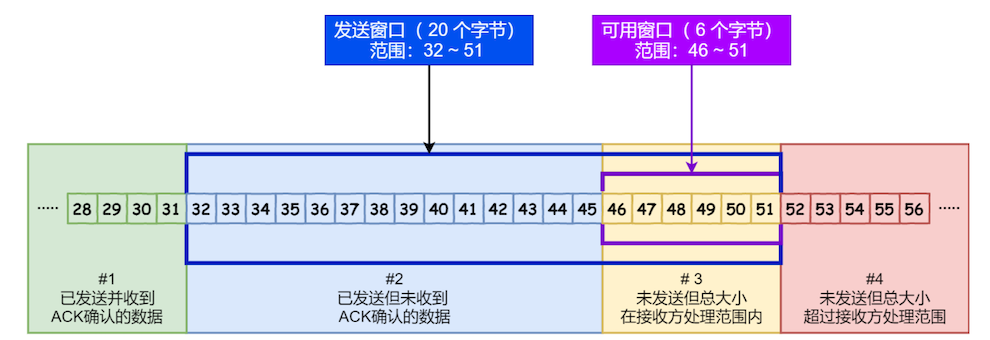 发送窗口（ 20 个字节）
范围：32 ~ 51
可用窗口（ 6 个字节）
范围：46 ~ 51
····· 28 29 30 31 32 33 34 35 36 37 38 39 40 41 42 43 44 45 46 47 48 49 50 51 52 53 54 55 56 ·····
#1
已发送并收到
ACK确认的数据
#2
已发送但未收到
ACK确认的数据
# 3
未发送但总大小
在接收方处理范围内
#4
未发送但总大小
超过接收方处理范围